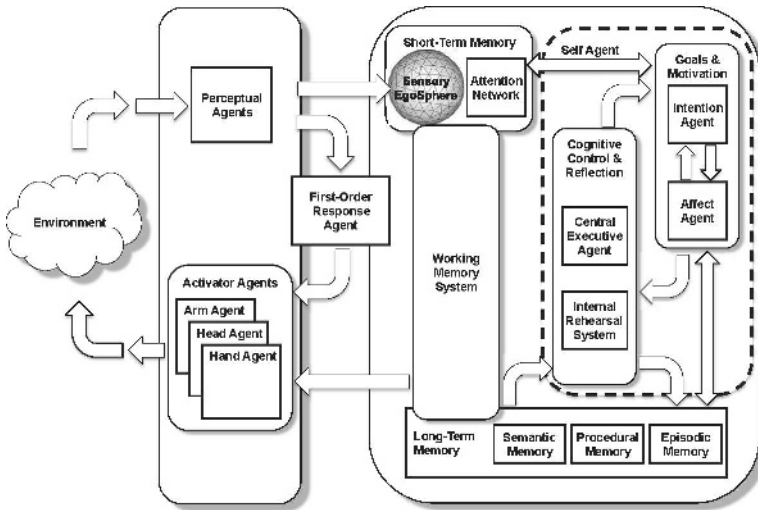 Short-Term Memory
Sensory
EgoSphere
Attention
Network
Self Agent
Goals &
Motivation
Intention
Agent
Affect
Agent
Perceptual
Agents
Cognitive
Control &
Reflection
Central
Executive
Agent
Internal
Rehearsal
System
First-Order
Response
Agent
Environment
Working
Memory
System
Activator Agents
Arm Agent
Head Agent
Hand Agent
Long-Term
Memory
Semantic
Memory
Procedural
Memory
Episodic
Memory